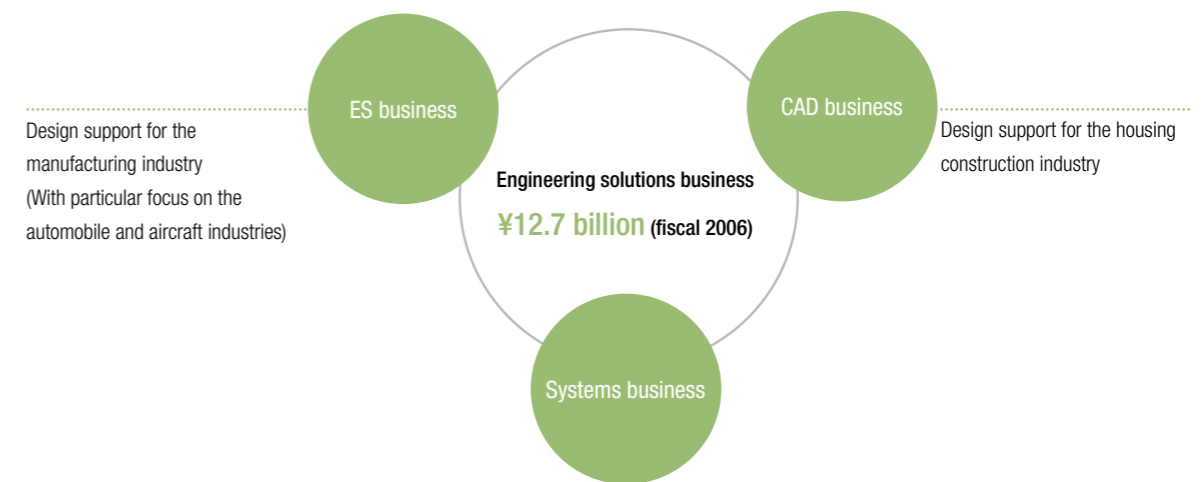 ES business
CAD business
Design support for the
manufacturing industry
(With particular focus on the
automobile and aircraft industries)
Design support for the housing
construction industry
Engineering solutions business
¥12.7 billion (fiscal 2006)
Systems business